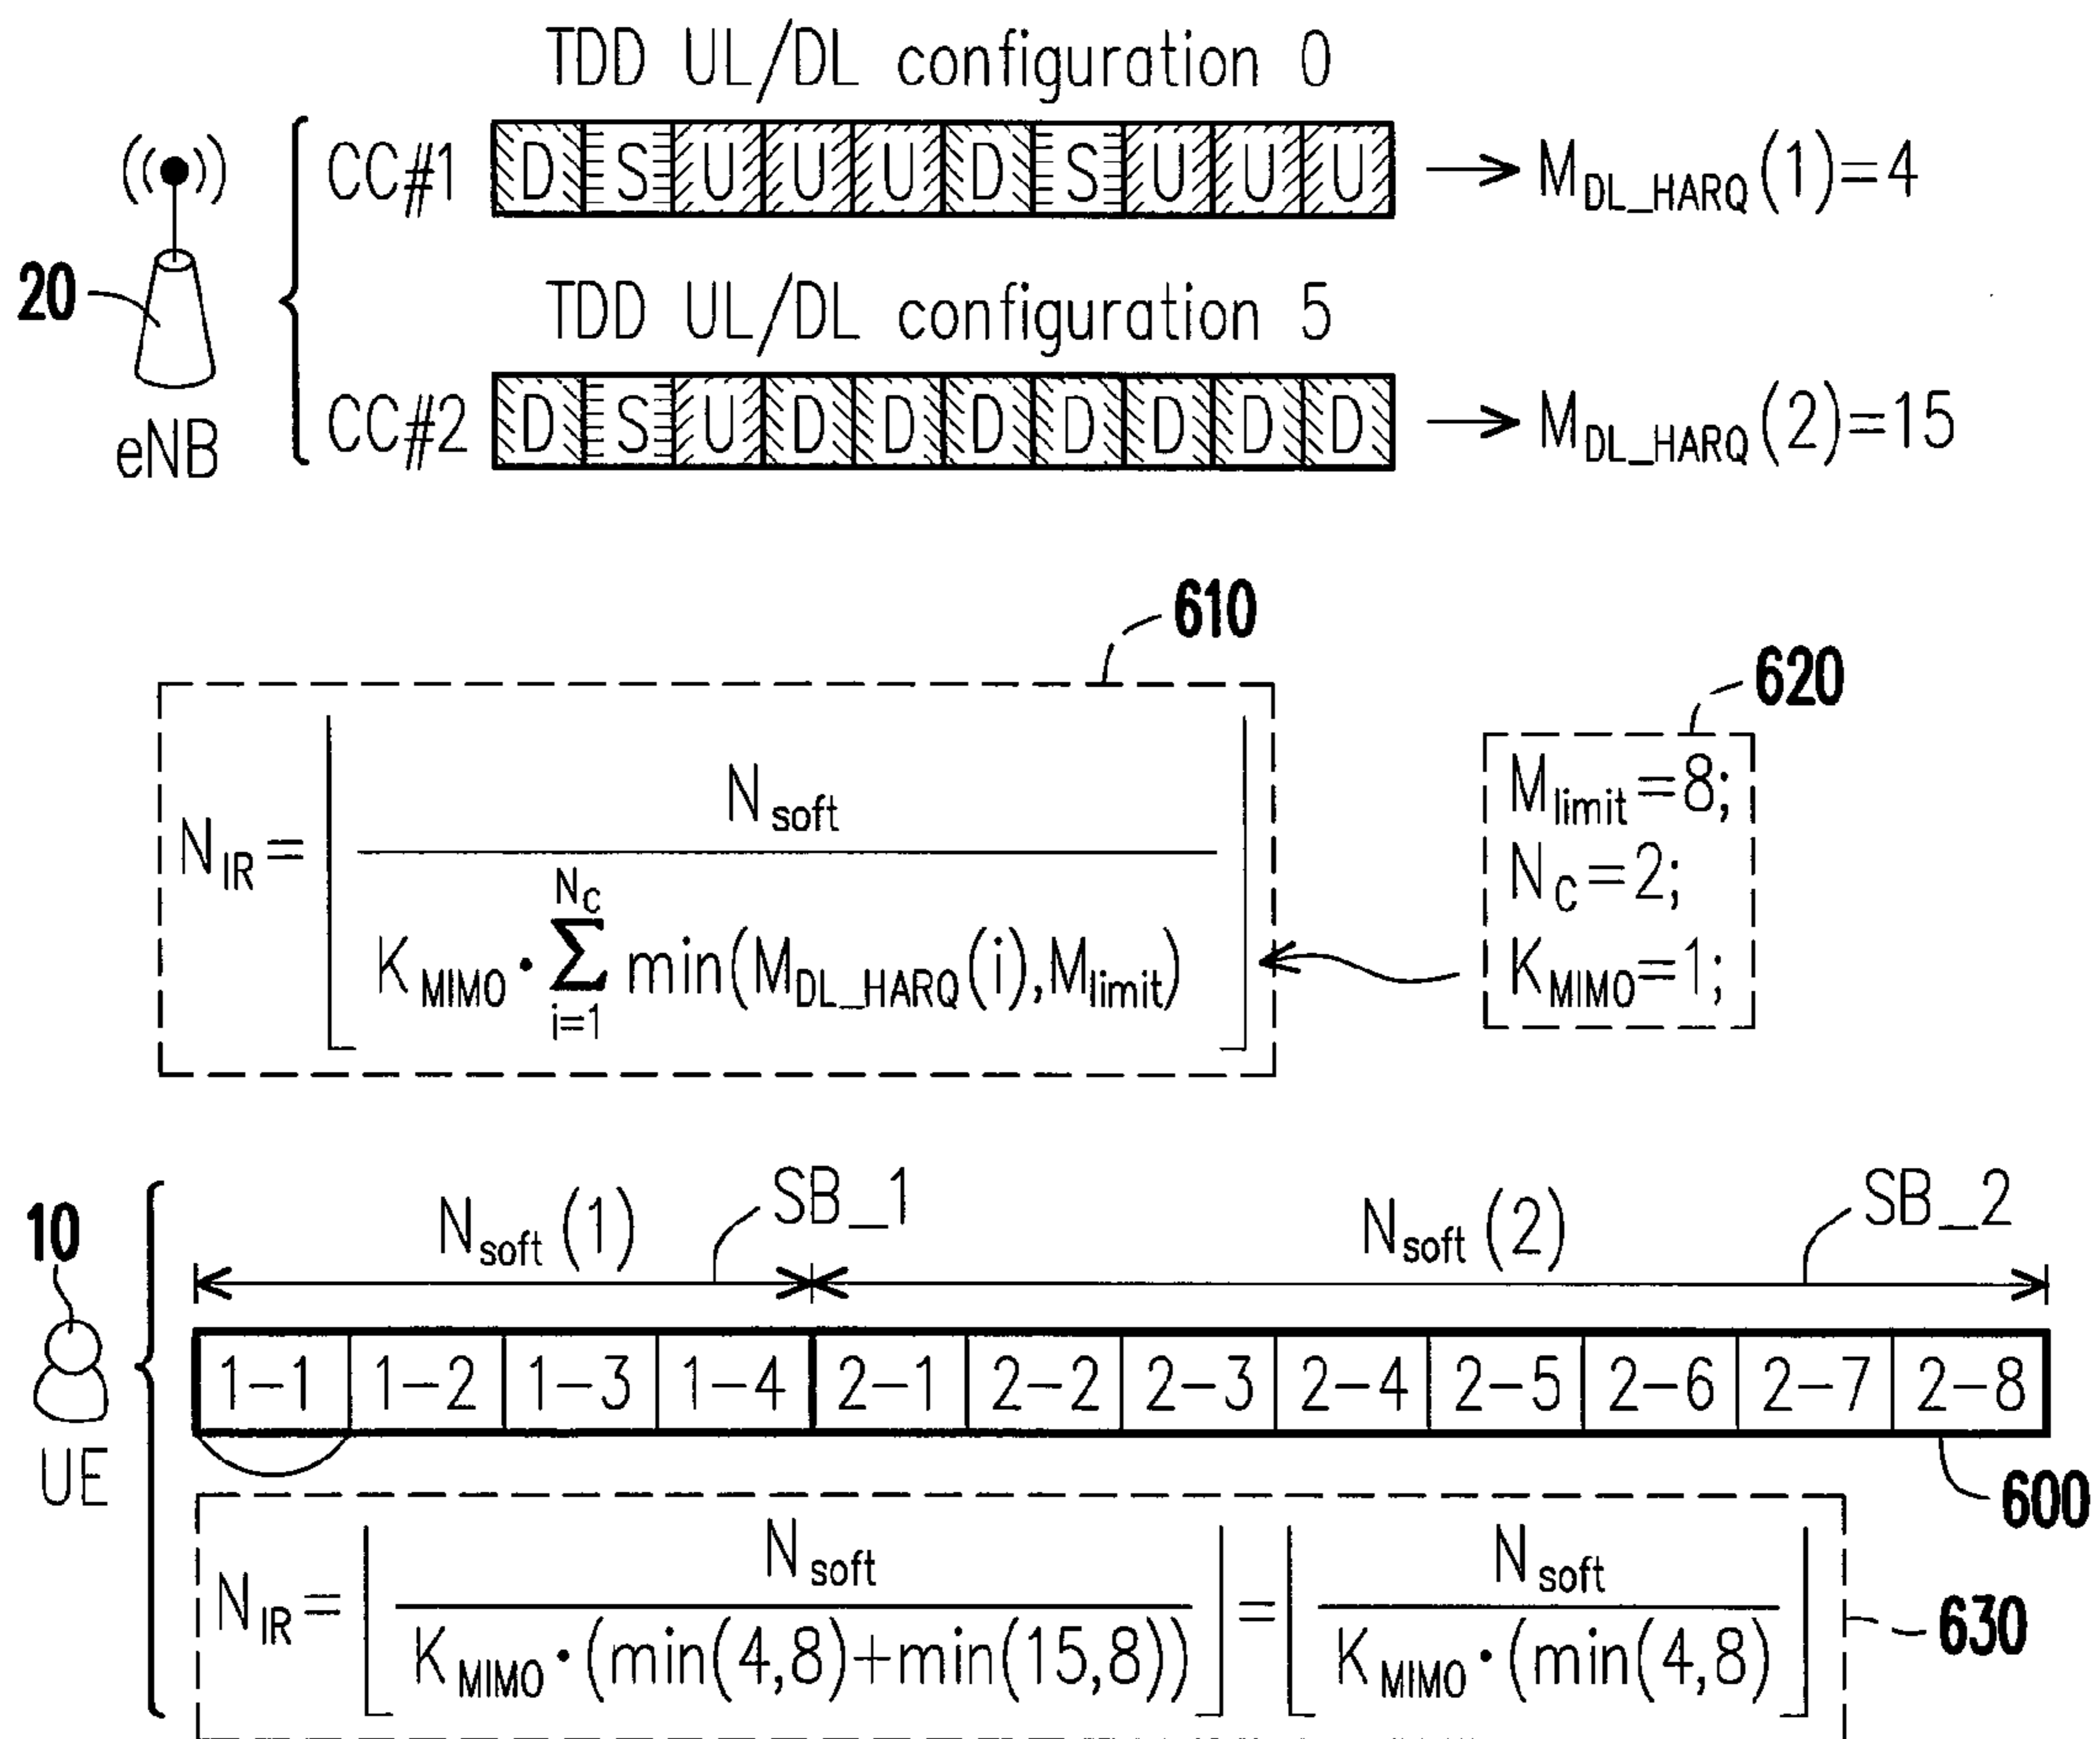 TDD UL/DL configuration 0
CC#1 D S U U U D S U U U → M_DL_HARQ(1)=4
20
TDD UL/DL configuration 5
CC#2 D S U D D D D D D D → M_DL_HARQ(2)=15
eNB
610
620
N_IR = ⌊ N_soft / K_MIMO · Σ_{i=1}^{N_C} min(M_DL_HARQ(i),M_limit) ⌋
M_limit=8;
N_C=2;
K_MIMO=1;
10
N_soft(1)
SB_1
N_soft(2)
SB_2
1-1 1-2 1-3 1-4 2-1 2-2 2-3 2-4 2-5 2-6 2-7 2-8
UE
600
N_IR = ⌊ N_soft / K_MIMO · (min(4,8)+min(15,8)) ⌋ = ⌊ N_soft / K_MIMO · (min(4,8) ⌋
630